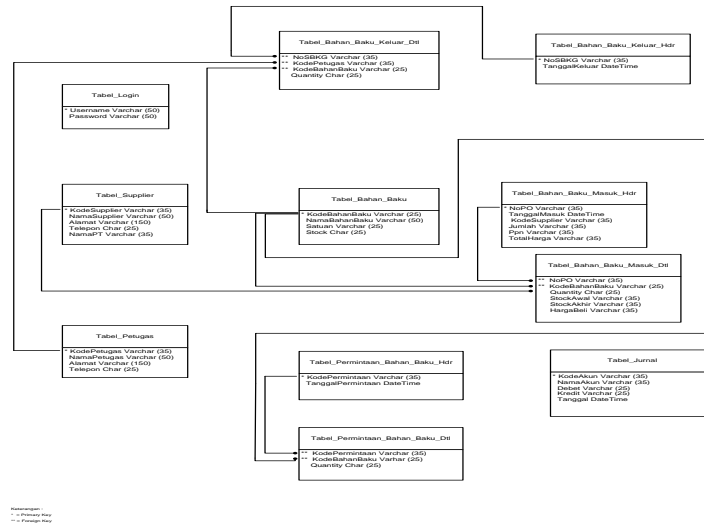 Tabel_Bahan_Baku_Keluar_Dtl
** NoSBKG Varchar (35)
** KodePetugas Varchar (35)
** KodeBahanBaku Varchar (25)
Quantity Char (25)
Tabel_Bahan_Baku_Keluar_Hdr
* NoSBKG Varchar (35)
TanggalKeluar DateTime
Tabel_Login
* Username Varchar (50)
Password Varchar (50)
Tabel_Supplier
* KodeSupplier Varchar (35)
NamaSupplier Varchar (50)
Alamat Varchar (150)
Telepon Char (25)
NamaPT Varchar (35)
Tabel_Bahan_Baku
* KodeBahanBaku Varchar (25)
NamaBahanBaku Varchar (50)
Satuan Varchar (25)
Stock Char (25)
Tabel_Bahan_Baku_Masuk_Hdr
* NoPO Varchar (35)
TanggalMasuk DateTime
KodeSupplier Varchar (35)
Jumlah Varchar (35)
Ppn Varchar (35)
TotalHarga Varchar (35)
Tabel_Bahan_Baku_Masuk_Dtl
** NoPO Varchar (35)
** KodeBahanBaku Varchar (25)
Quantity Char (25)
StockAwal Varchar (35)
StockAkhir Varchar (35)
HargaBeli Varchar (35)
Tabel_Petugas
* KodePetugas Varchar (35)
NamaPetugas Varchar (50)
Alamat Varchar (150)
Telepon Char (25)
Tabel_Permintaan_Bahan_Baku_Hdr
* KodePermintaan Varchar (35)
TanggalPermintaan DateTime
Tabel_Jurnal
* KodeAkun Varchar (35)
NamaAkun Varchar (35)
Debet Varchar (25)
Kredit Varchar (25)
Tanggal DateTime
Tabel_Permintaan_Bahan_Baku_Dtl
** KodePermintaan Varchar (35)
** KodeBahanBaku Varhar (25)
Quantity Char (25)
Keterangan :
* = Primary Key
** = Foreign Key